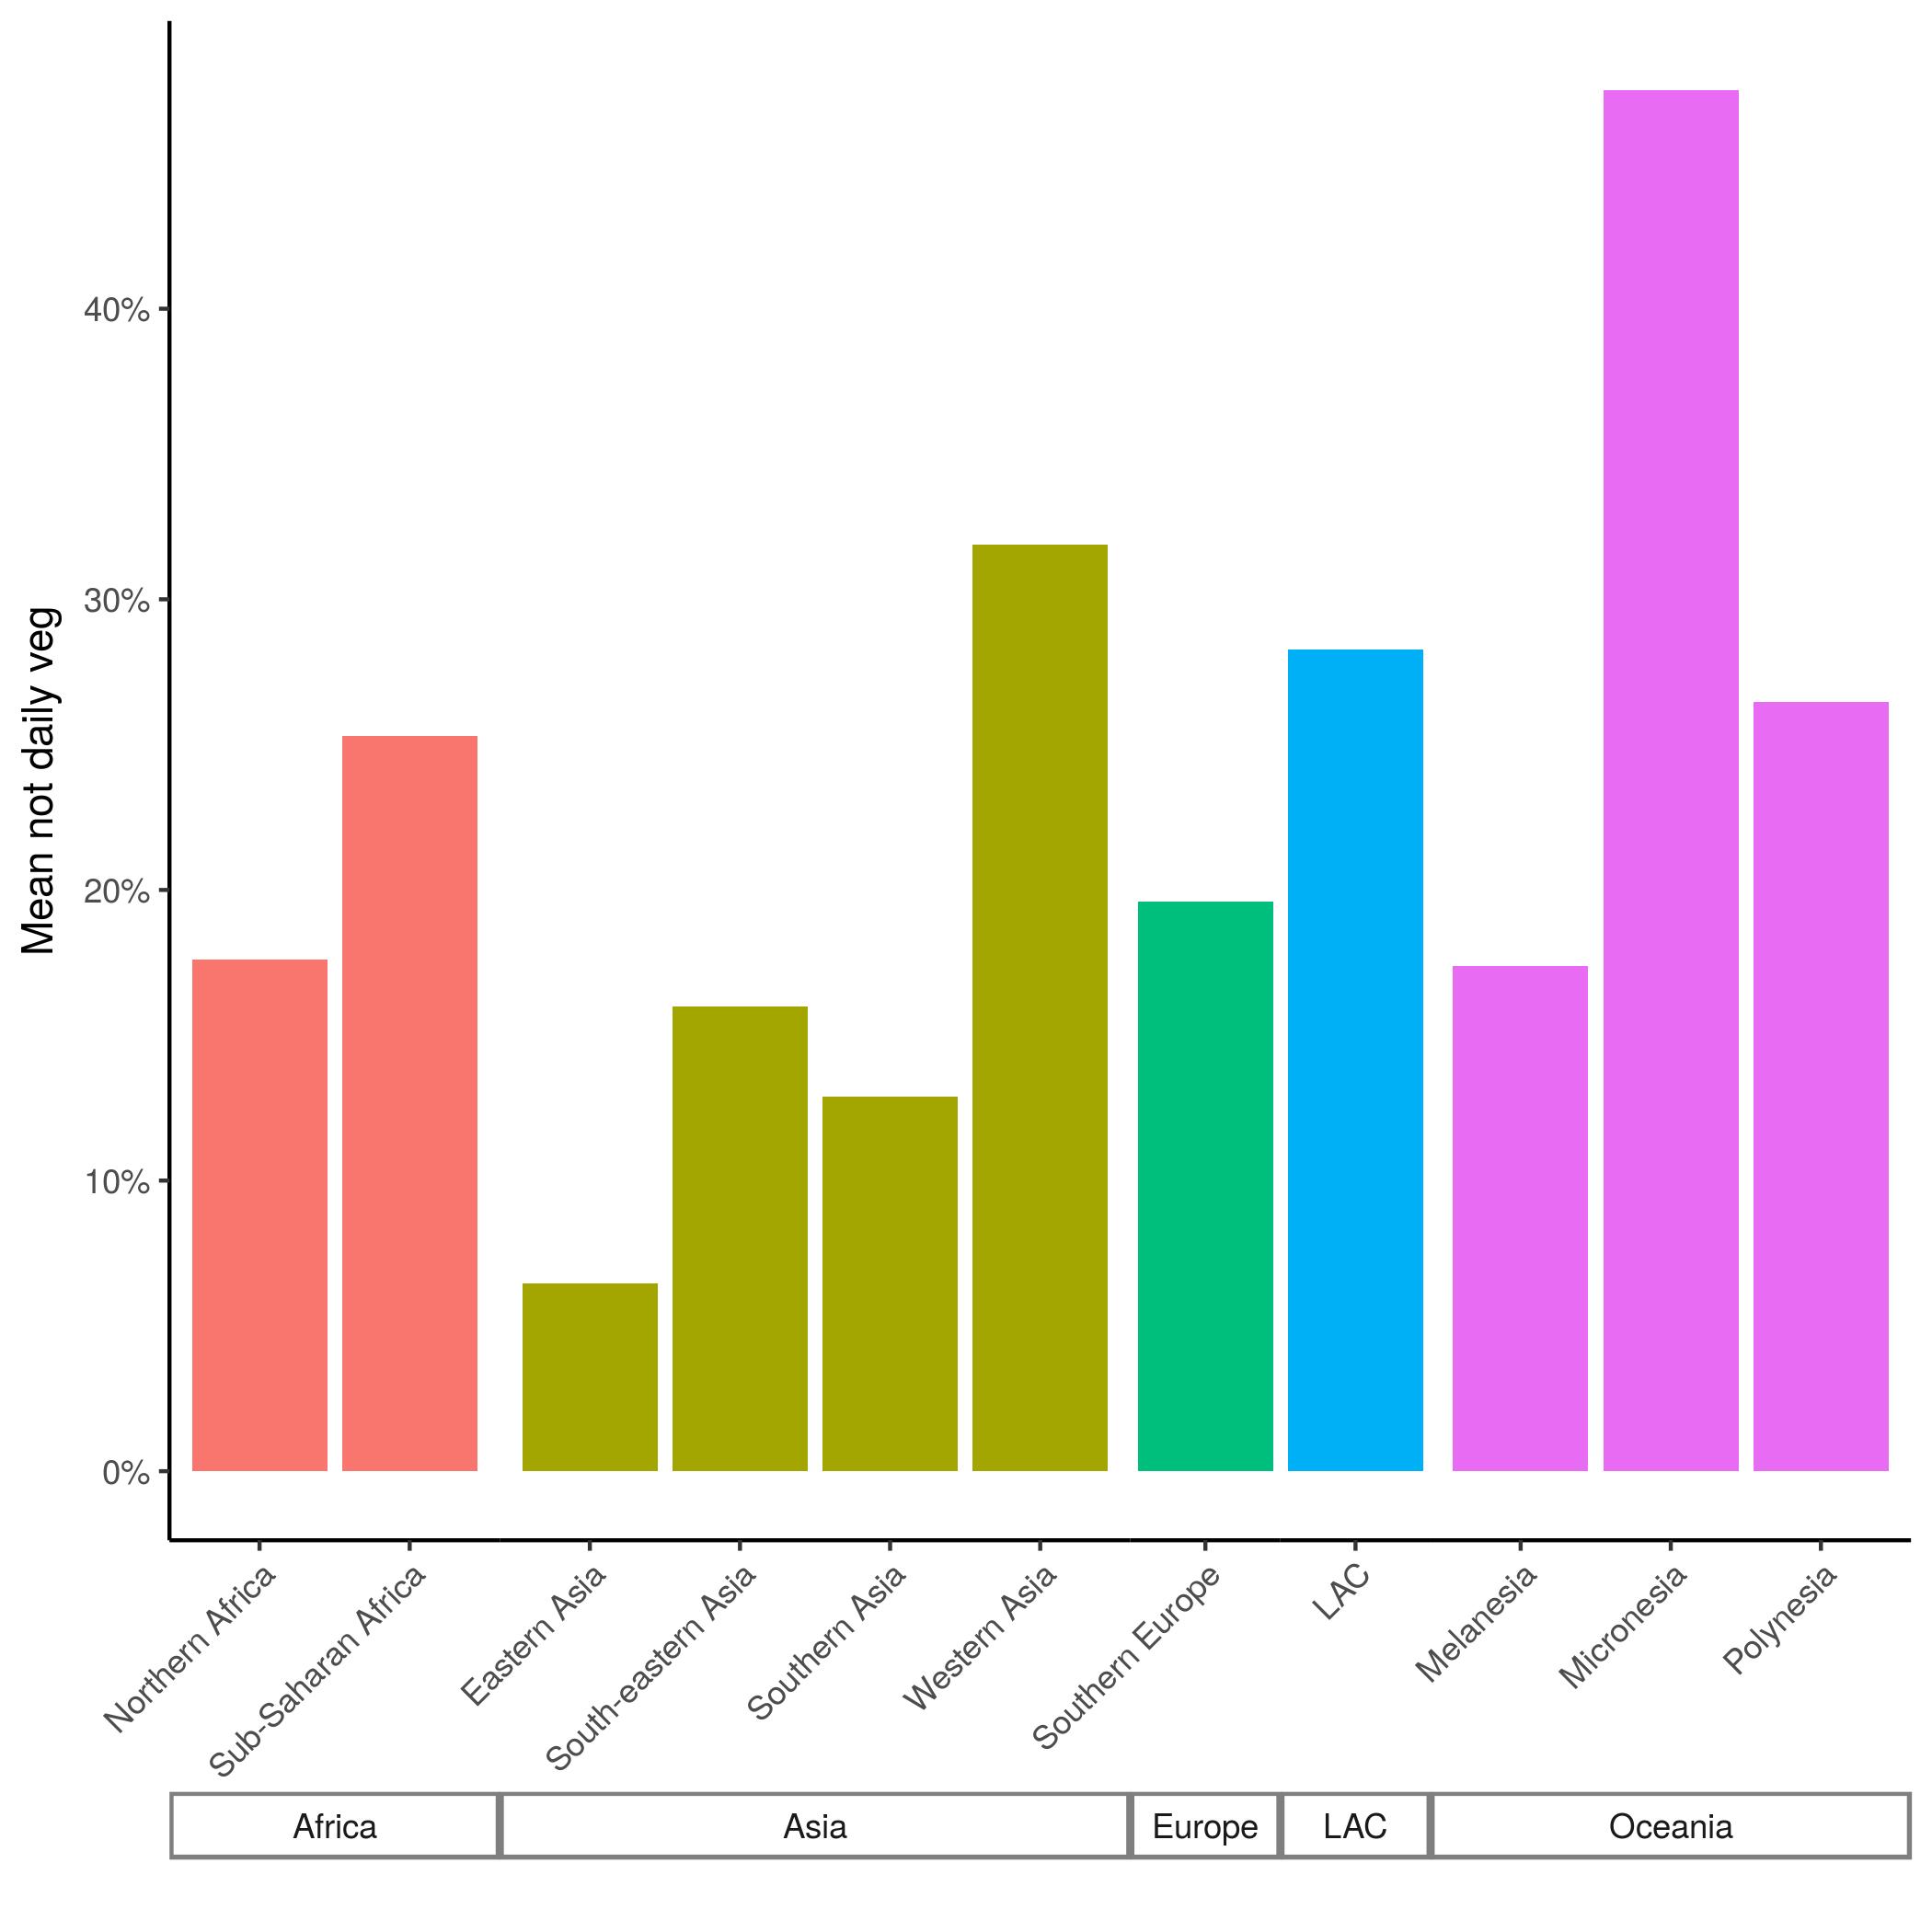 Mean not daily veg
40%
30%
20%
10%
0%
Northern Africa
Sub-Saharan Africa
Eastern Asia
South-eastern Asia
Southern Asia
Western Asia
Southern Europe
LAC
Melanesia
Micronesia
Polynesia
Africa
Asia
Europe
LAC
Oceania